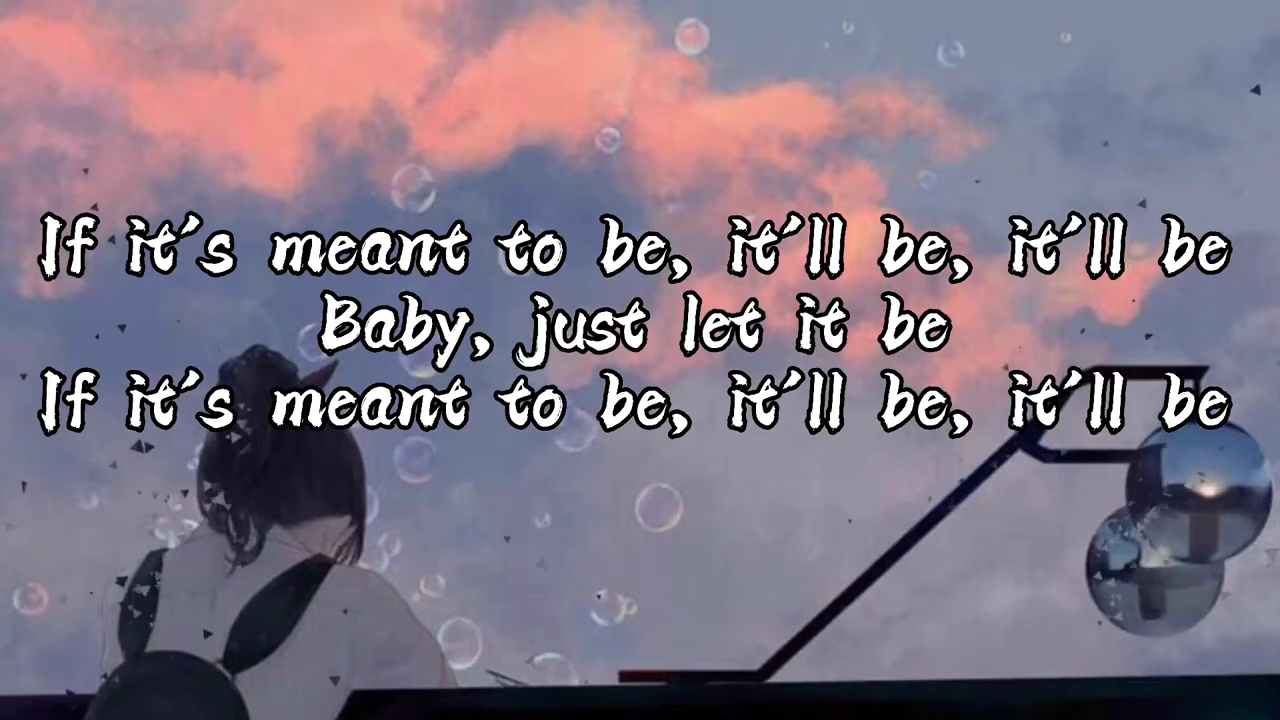 If it's meant to be, it'll be, it'll be
Baby, just let it be
If it's meant to be, it'll be, it'll be